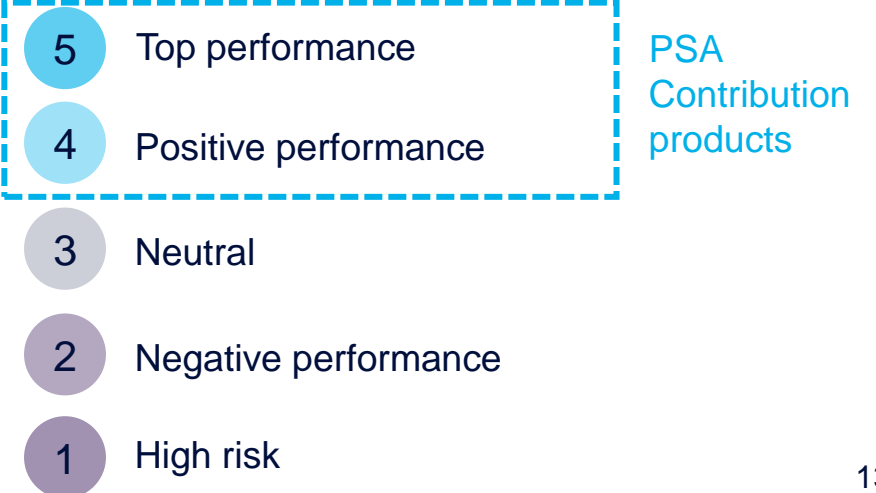 5 Top performance
4 Positive performance
PSA
Contribution
products
3 Neutral
2 Negative performance
1 High risk